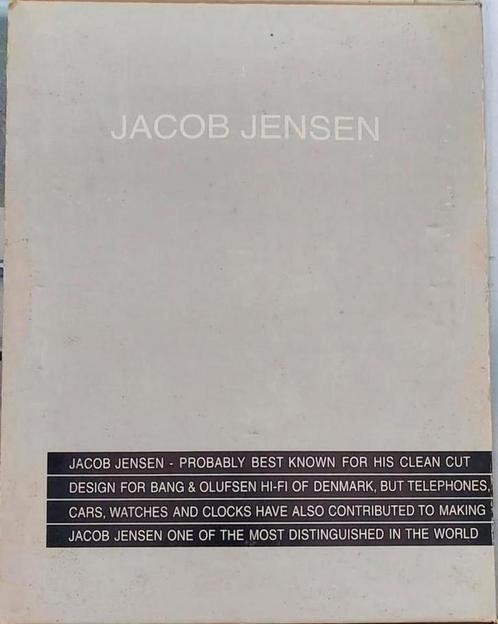 JACOB JENSEN
JACOB JENSEN - PROBABLY BEST KNOWN FOR HIS CLEAN CUT
DESIGN FOR BANG & OLUFSEN HI-FI OF DENMARK, BUT TELEPHONES,
CARS, WATCHES AND CLOCKS HAVE ALSO CONTRIBUTED TO MAKING
JACOB JENSEN ONE OF THE MOST DISTINGUISHED IN THE WORLD